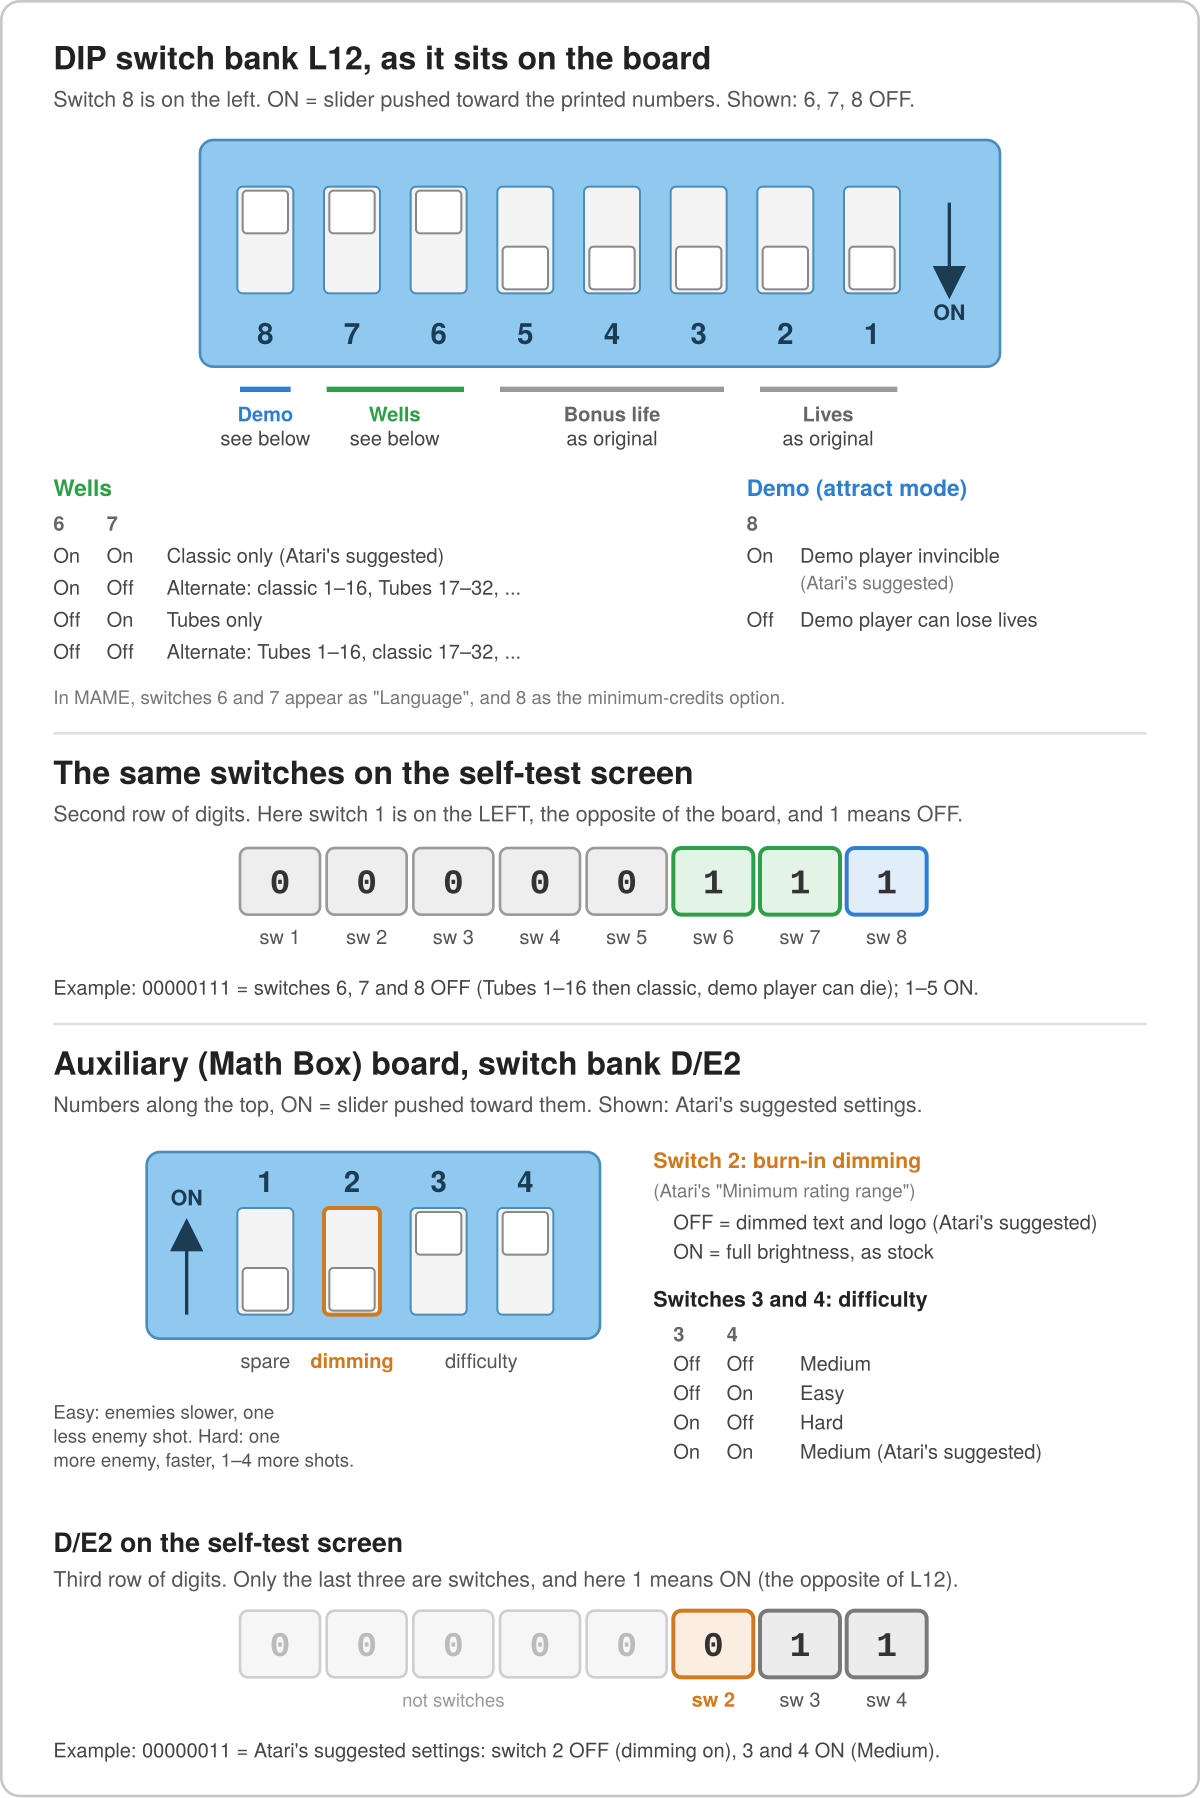 DIP switch bank L12, as it sits on the board
Switch 8 is on the left. ON = slider pushed toward the printed numbers. Shown: 6, 7, 8 OFF.
8 7 6 5 4 3 2 1 ON
Demo Wells Bonus life Lives
see below see below as original as original
Wells
6 7
On On Classic only (Atari's suggested)
On Off Alternate: classic 1–16, Tubes 17–32, ...
Off On Tubes only
Off Off Alternate: Tubes 1–16, classic 17–32, ...
Demo (attract mode)
8
On Demo player invincible
(Atari's suggested)
Off Demo player can lose lives
In MAME, switches 6 and 7 appear as "Language", and 8 as the minimum-credits option.
The same switches on the self-test screen
Second row of digits. Here switch 1 is on the LEFT, the opposite of the board, and 1 means OFF.
0 0 0 0 0 1 1 1
sw 1 sw 2 sw 3 sw 4 sw 5 sw 6 sw 7 sw 8
Example: 00000111 = switches 6, 7 and 8 OFF (Tubes 1–16 then classic, demo player can die); 1–5 ON.
Auxiliary (Math Box) board, switch bank D/E2
Numbers along the top, ON = slider pushed toward them. Shown: Atari's suggested settings.
ON 1 2 3 4
spare dimming difficulty
Easy: enemies slower, one
less enemy shot. Hard: one
more enemy, faster, 1–4 more shots.
Switch 2: burn-in dimming
(Atari's "Minimum rating range")
OFF = dimmed text and logo (Atari's suggested)
ON = full brightness, as stock
Switches 3 and 4: difficulty
3 4
Off Off Medium
Off On Easy
On Off Hard
On On Medium (Atari's suggested)
D/E2 on the self-test screen
Third row of digits. Only the last three are switches, and here 1 means ON (the opposite of L12).
0 0 0 0 0 0 1 1
not switches sw 2 sw 3 sw 4
Example: 00000011 = Atari's suggested settings: switch 2 OFF (dimming on), 3 and 4 ON (Medium).